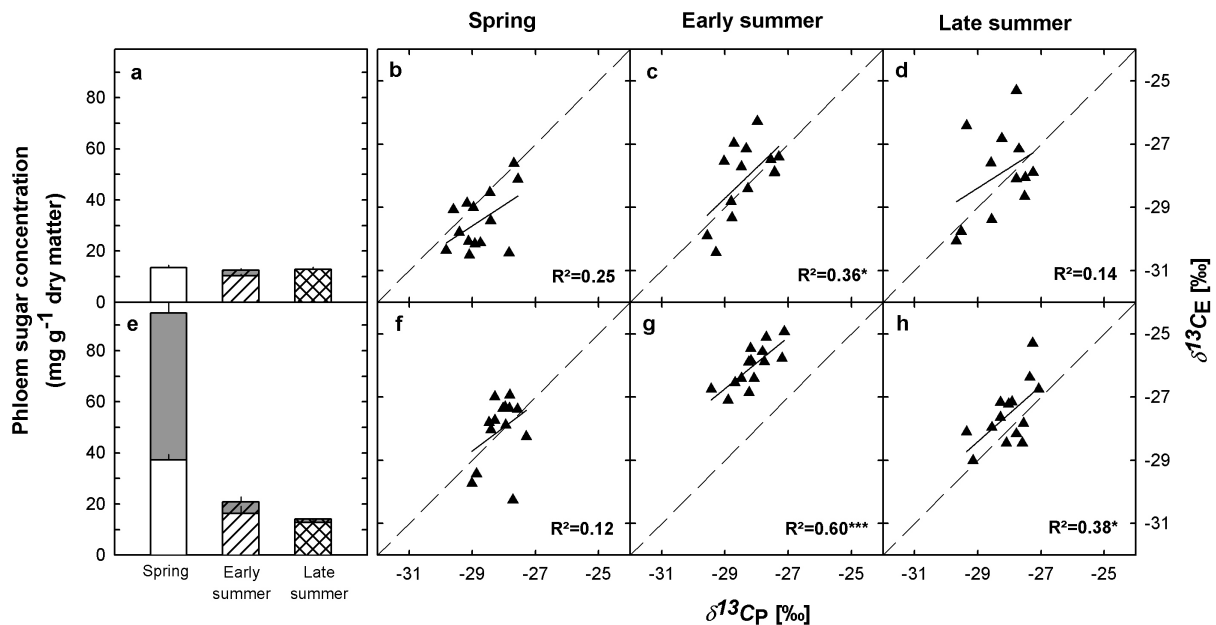 Spring
Early summer
Late summer
a
b
c
d
Phloem sugar concentration
(mg g⁻¹ dry matter)
80
60
40
20
0
R²=0.25
R²=0.36*
R²=0.14
-25
-27
-29
-31
δ¹³CE [‰]
e
f
g
h
80
60
40
20
0
R²=0.12
R²=0.60***
R²=0.38*
-25
-27
-29
-31
Spring
Early
summer
Late
summer
-31 -29 -27 -25
-31 -29 -27 -25
-31 -29 -27 -25
δ¹³CP [‰]